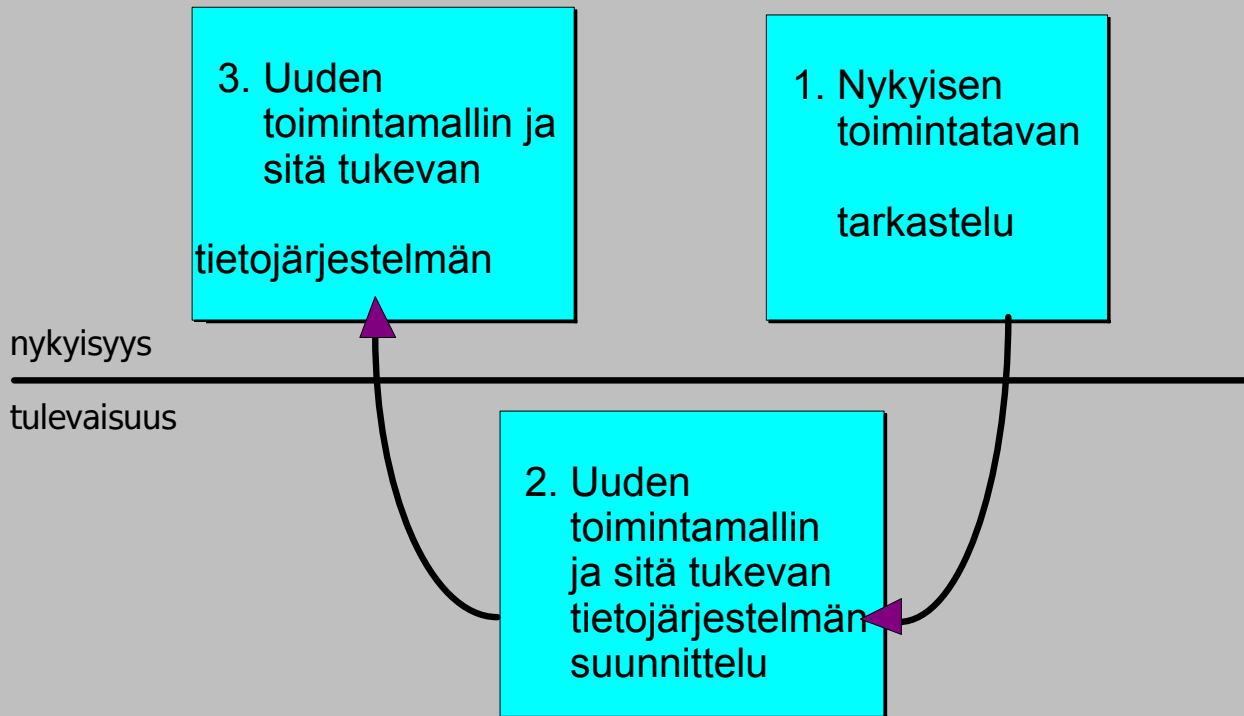 3. Uuden
toimintamallin ja
sitä tukevan
tietojärjestelmän
1. Nykyisen
toimintatavan
tarkastelu
nykyisyys
tulevaisuus
2. Uuden
toimintamallin
ja sitä tukevan
tietojärjestelmän
suunnittelu